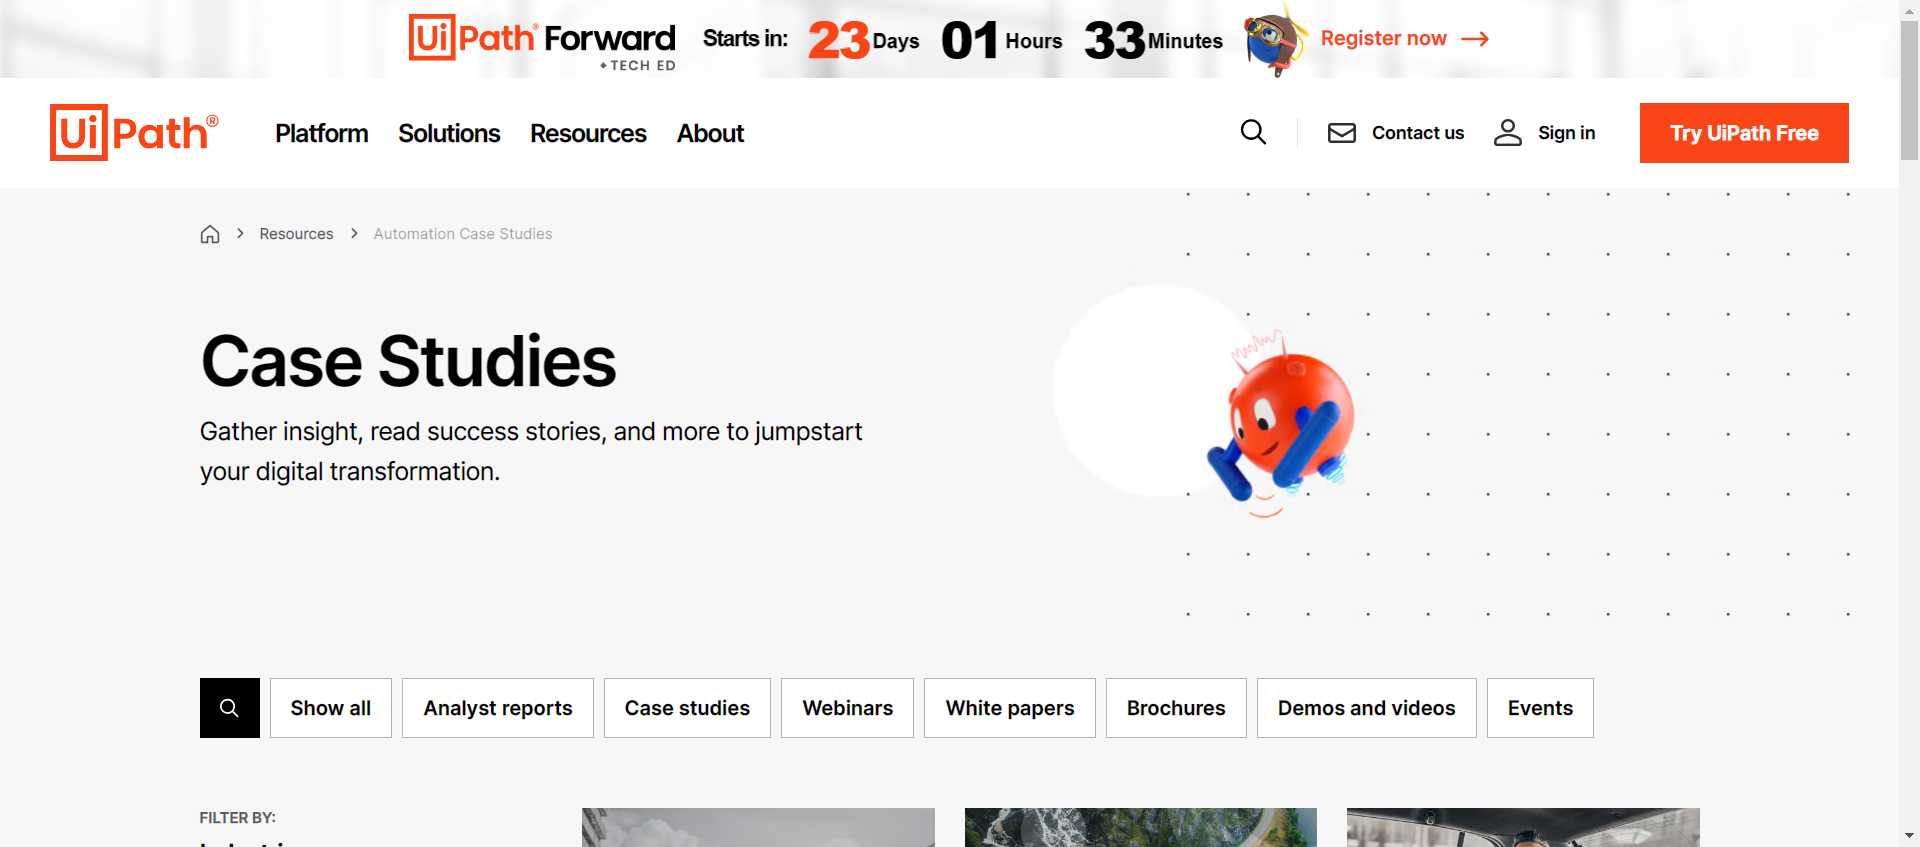 UiPath® Forward
+ TECH ED
Starts in: 23 Days 01 Hours 33 Minutes
Register now
UiPath®
Platform Solutions Resources About
Contact us Sign in Try UiPath Free
Resources Automation Case Studies
Case Studies
Gather insight, read success stories, and more to jumpstart
your digital transformation.
Show all Analyst reports Case studies Webinars White papers Brochures Demos and videos Events
FILTER BY: